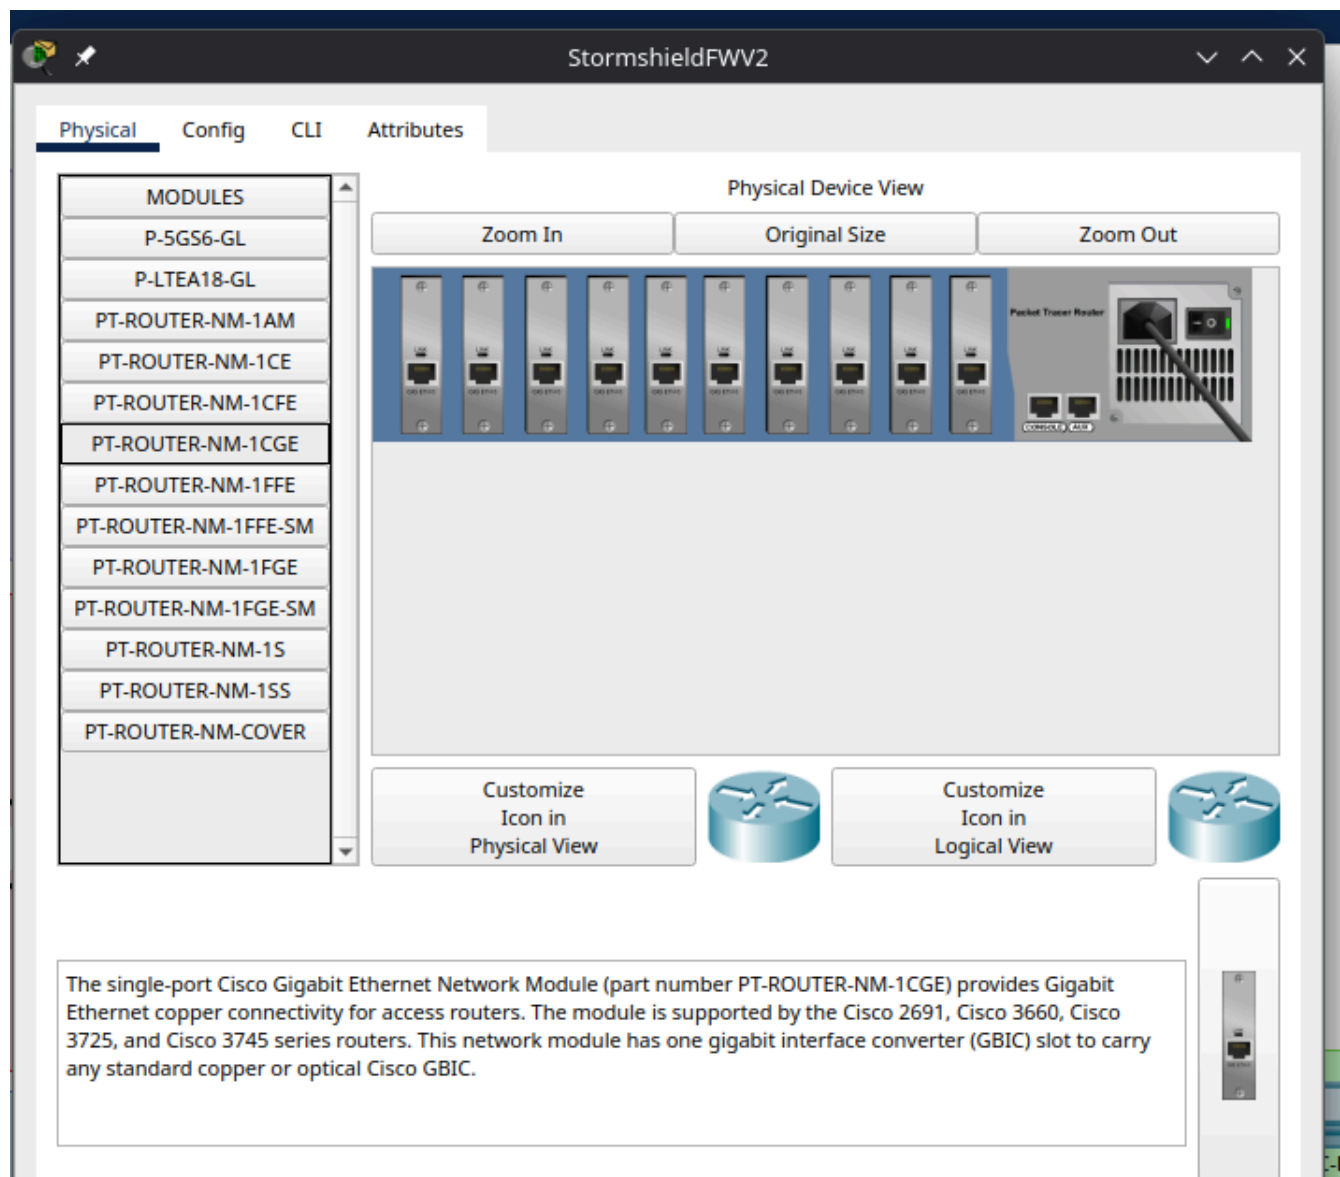 StormshieldFWV2
Physical Config CLI Attributes
MODULES
P-5GS6-GL
P-LTEA18-GL
PT-ROUTER-NM-1AM
PT-ROUTER-NM-1CE
PT-ROUTER-NM-1CFE
PT-ROUTER-NM-1CGE
PT-ROUTER-NM-1FFE
PT-ROUTER-NM-1FFE-SM
PT-ROUTER-NM-1FGE
PT-ROUTER-NM-1FGE-SM
PT-ROUTER-NM-1S
PT-ROUTER-NM-1SS
PT-ROUTER-NM-COVER
Physical Device View
Zoom In Original Size Zoom Out
Packet Tracer Router
CONSOLE AUX
Customize
Icon in
Physical View
Customize
Icon in
Logical View
The single-port Cisco Gigabit Ethernet Network Module (part number PT-ROUTER-NM-1CGE) provides Gigabit
Ethernet copper connectivity for access routers. The module is supported by the Cisco 2691, Cisco 3660, Cisco
3725, and Cisco 3745 series routers. This network module has one gigabit interface converter (GBIC) slot to carry
any standard copper or optical Cisco GBIC.